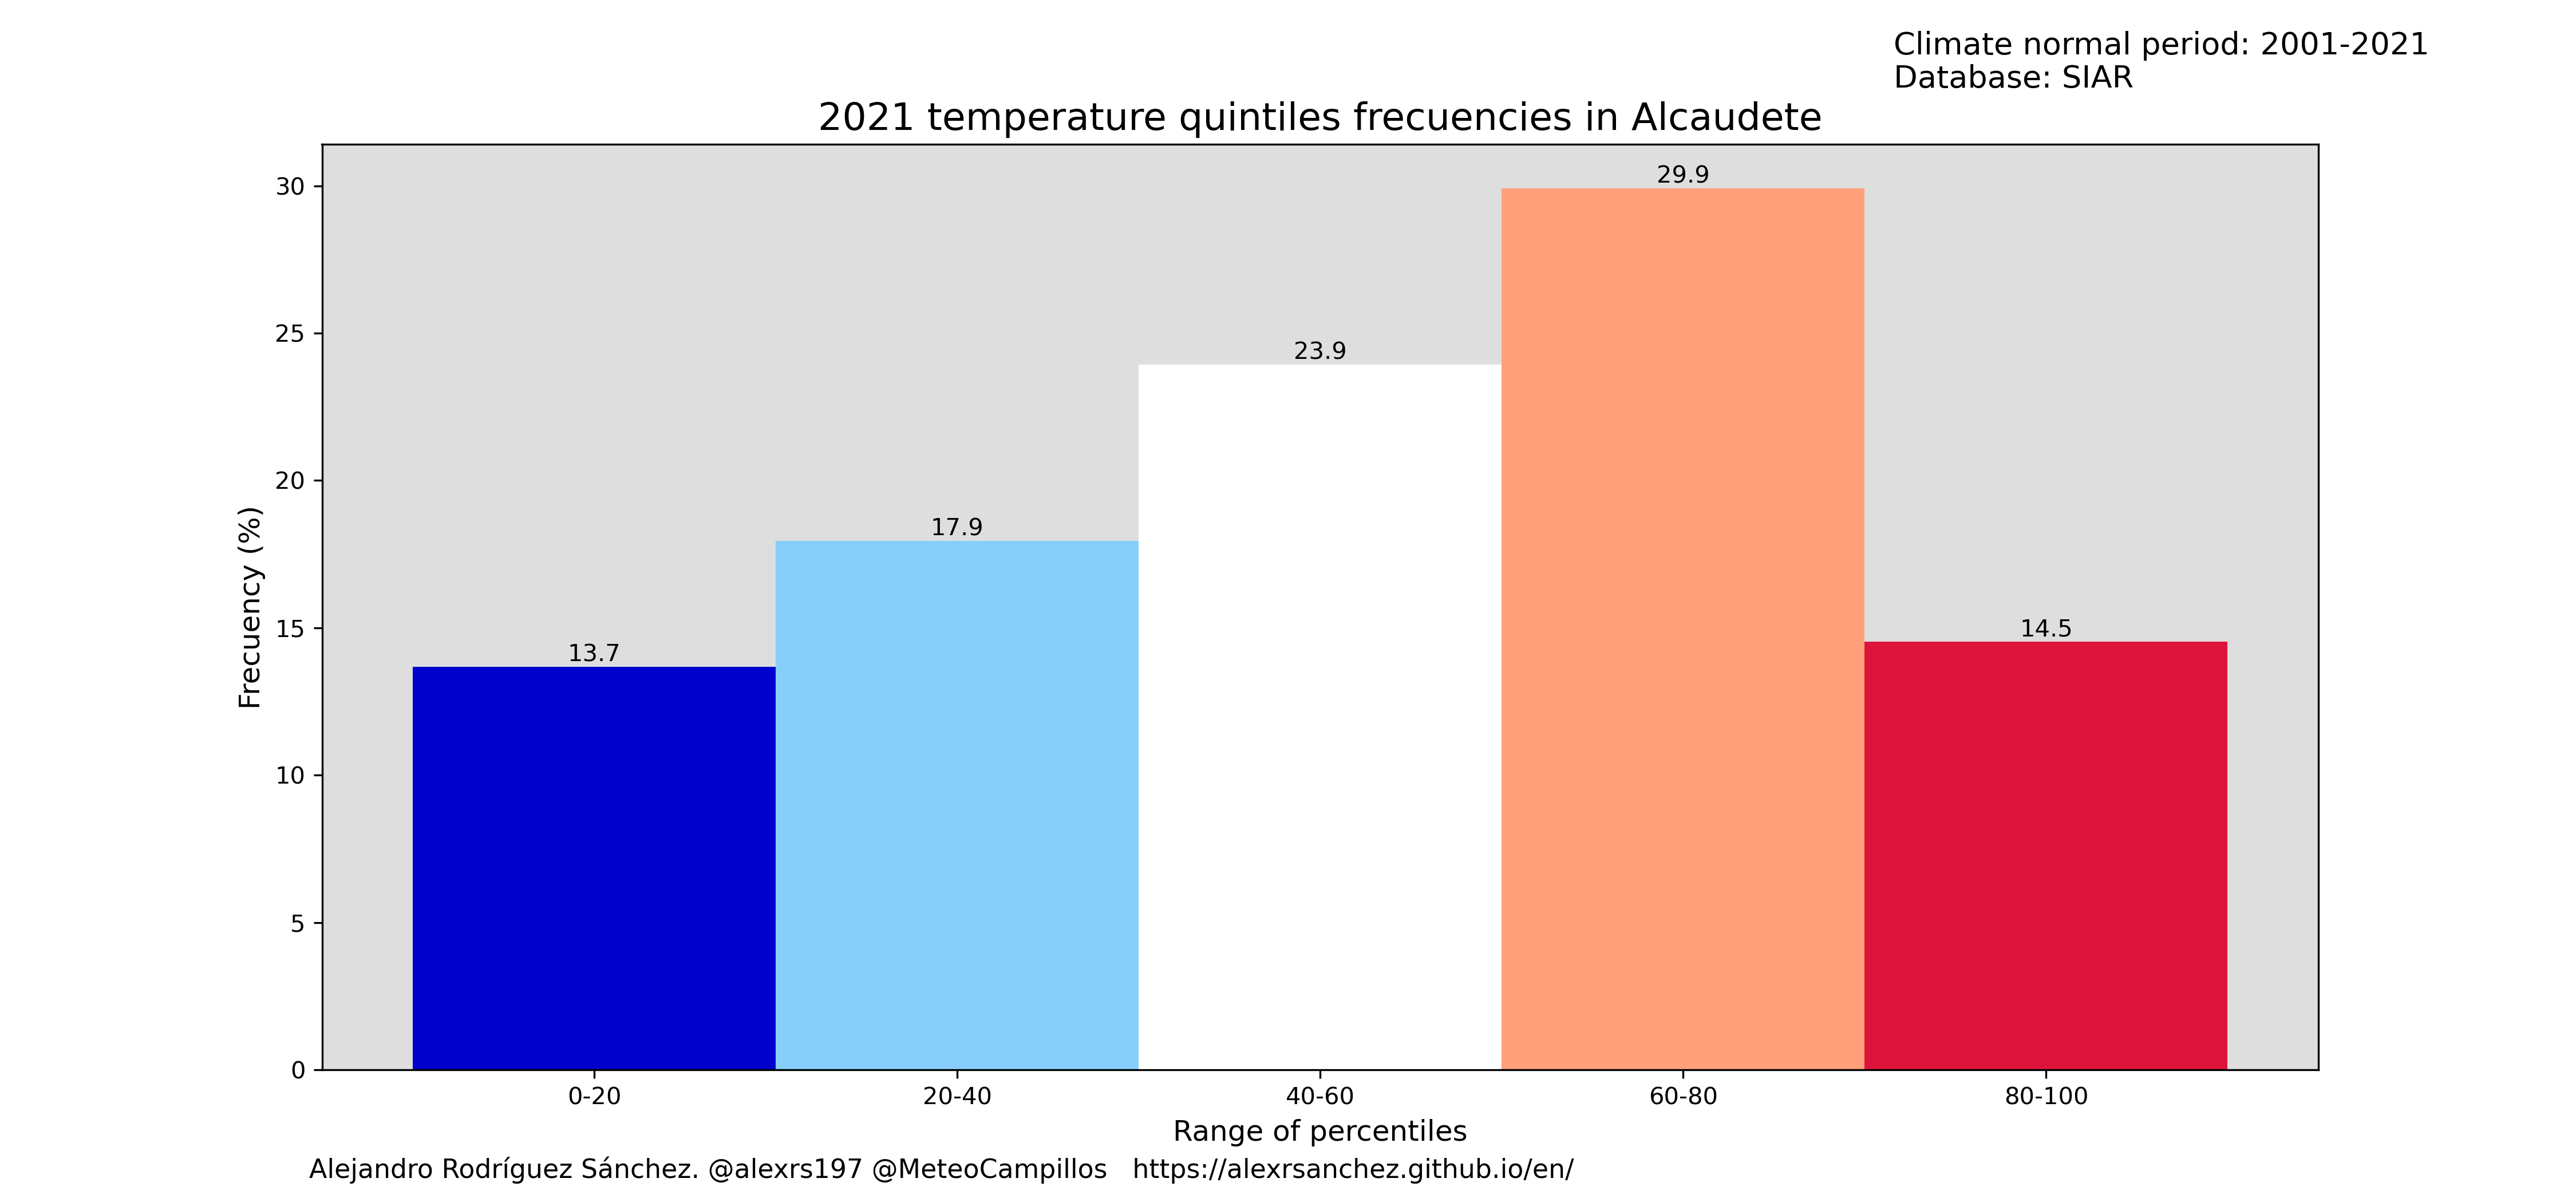 Climate normal period: 2001-2021
Database: SIAR
2021 temperature quintiles frecuencies in Alcaudete
Frecuency (%)
30
25
20
15
10
5
0
13.7
17.9
23.9
29.9
14.5
0-20
20-40
40-60
60-80
80-100
Range of percentiles
Alejandro Rodríguez Sánchez. @alexrs197 @MeteoCampillos https://alexrsanchez.github.io/en/